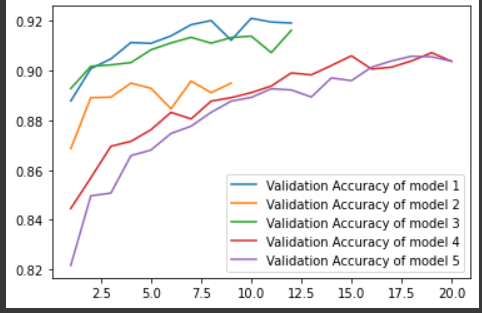 0.92
0.90
0.88
0.86
0.84
0.82
Validation Accuracy of model 1
Validation Accuracy of model 2
Validation Accuracy of model 3
Validation Accuracy of model 4
Validation Accuracy of model 5
2.5 5.0 7.5 10.0 12.5 15.0 17.5 20.0